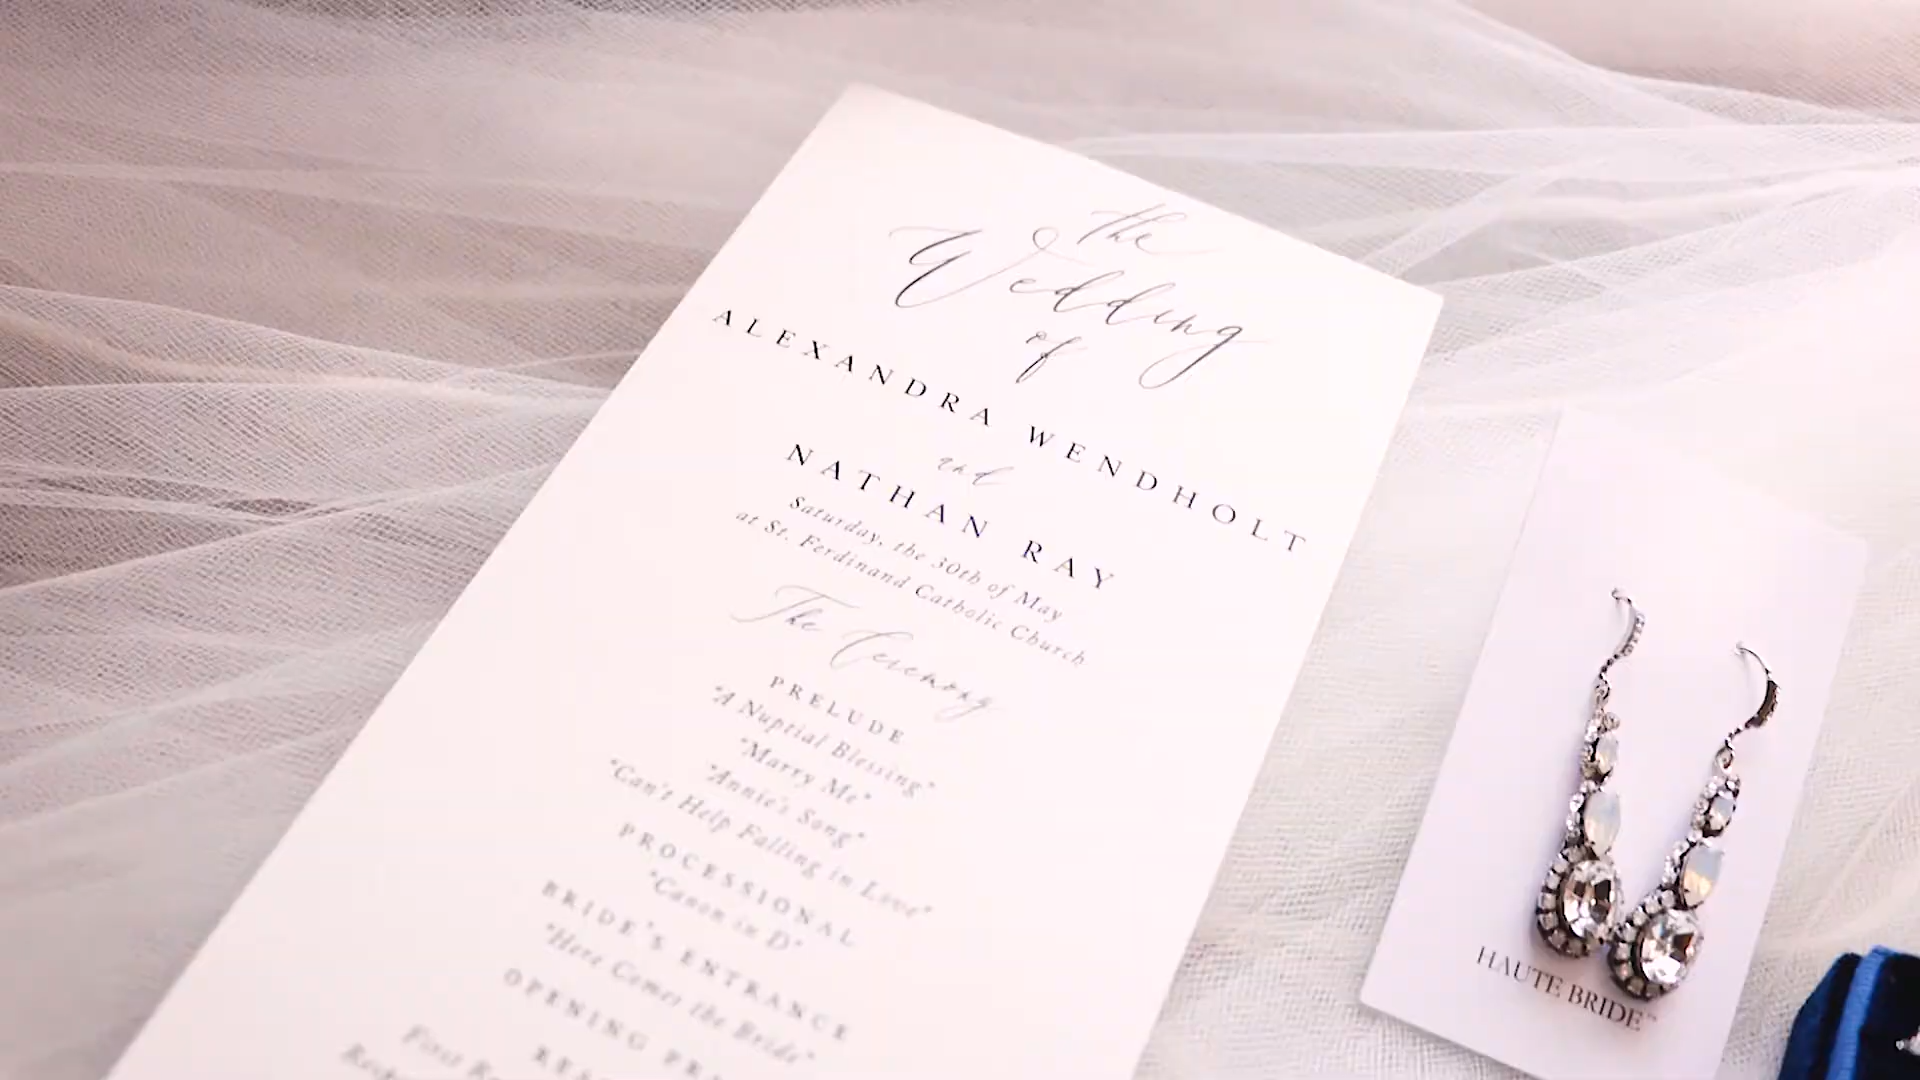 the
Wedding
of
ALEXANDRA WENDHOLT
and
NATHAN RAY
Saturday, the 30th of May
at St. Ferdinand Catholic Church
The Ceremony
PRELUDE
"A Nuptial Blessing"
"Marry Me"
"Annie's Song"
"Can't Help Falling in Love"
PROCESSIONAL
"Canon in D"
BRIDE'S ENTRANCE
"Here Comes the Bride"
OPENING
First
HAUTE BRIDE™